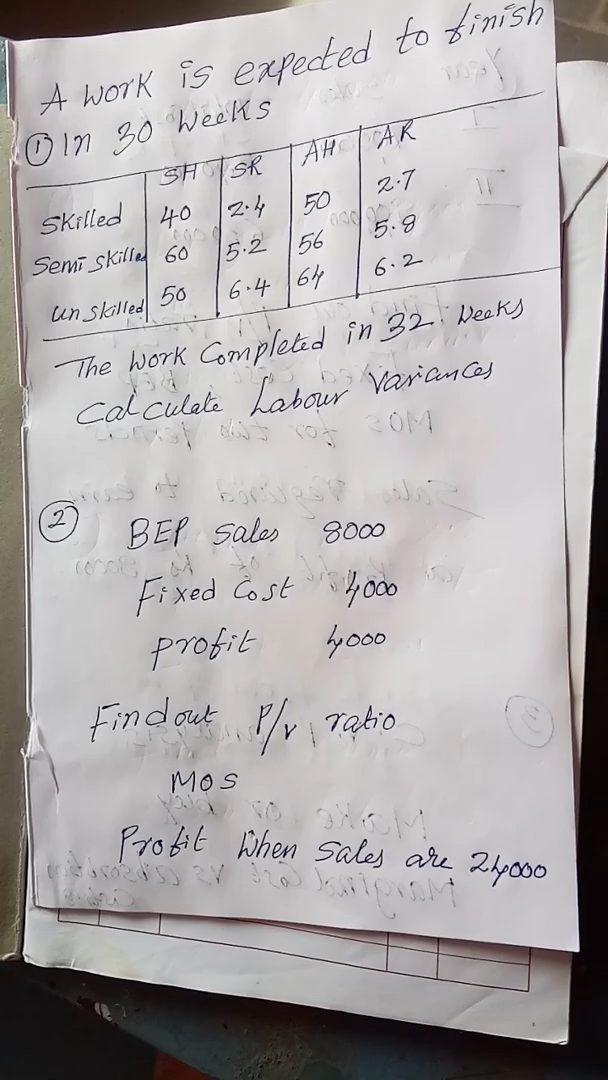 A work is expected to finish
① In 30 Weeks
SH SR AH AR
Skilled 40 2.4 50 2.7
Semi skilled 60 5.2 56 5.8
unskilled 50 6.4 64 6.2
The work Completed in 32 Weeks
Calculate Labour Variances
② BEP Sales 8000
Fixed Cost 4000
profit 4000
Find out P/v ratio
MOS
Profit When Sales are 24000